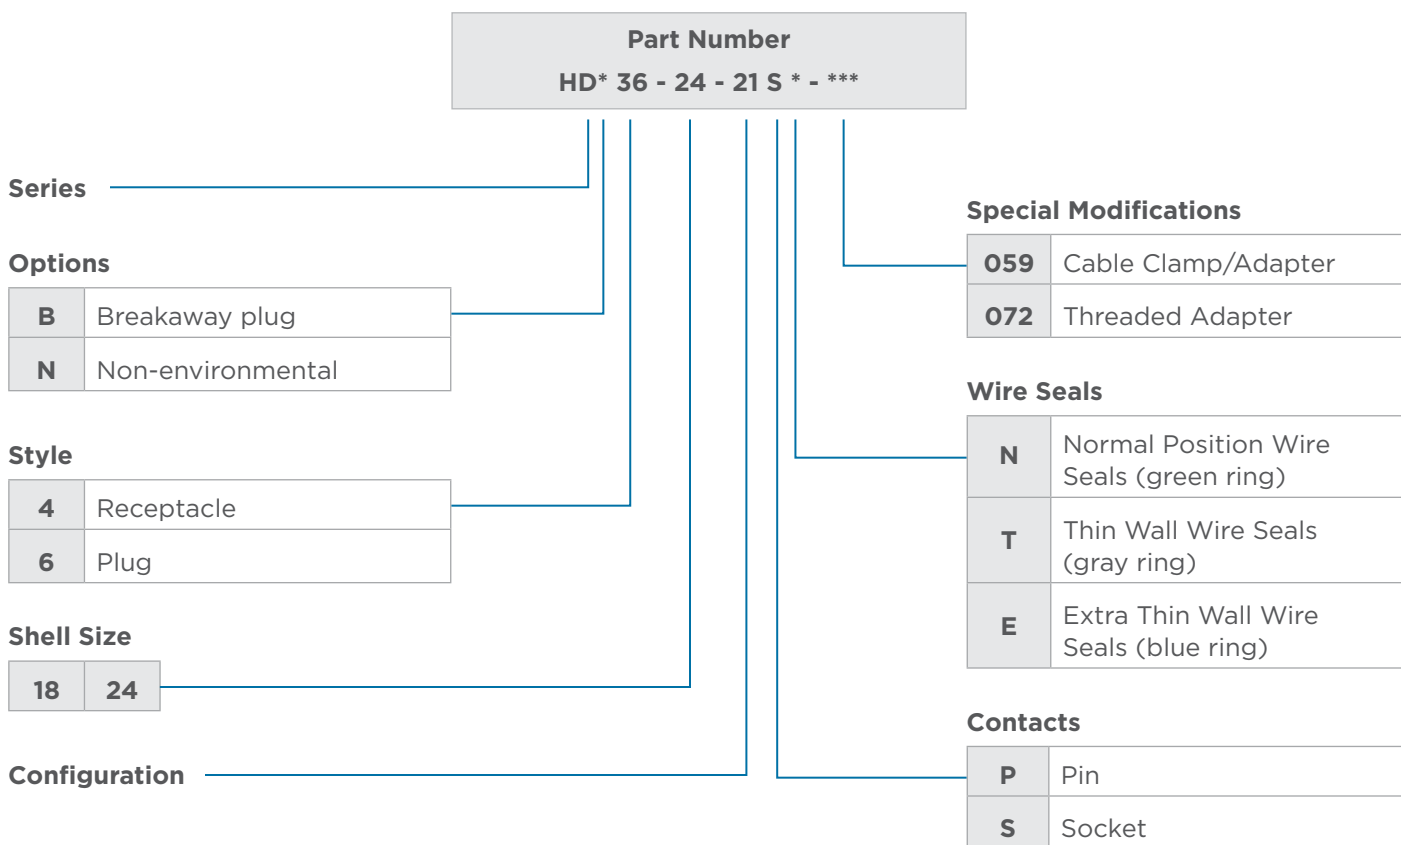 Part Number
HD* 36 - 24 - 21 S * - ***
Series
Options
B Breakaway plug
N Non-environmental
Style
4 Receptacle
6 Plug
Shell Size
18 24
Configuration
Special Modifications
059 Cable Clamp/Adapter
072 Threaded Adapter
Wire Seals
N Normal Position Wire
Seals (green ring)
T Thin Wall Wire Seals
(gray ring)
E Extra Thin Wall Wire
Seals (blue ring)
Contacts
P Pin
S Socket